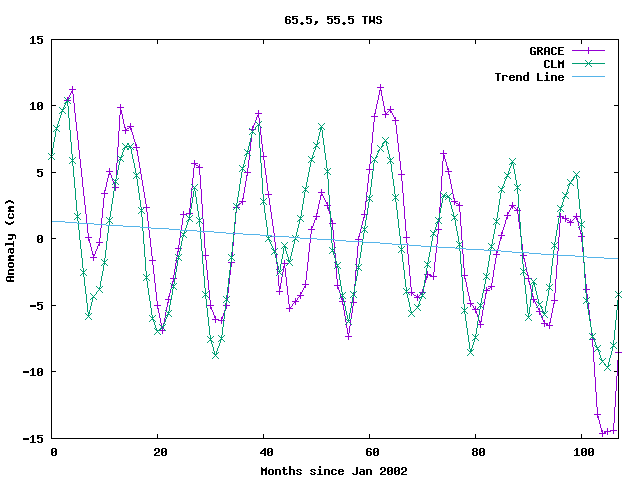 65.5, 55.5 TWS
GRACE
CLM
Trend Line
15
10
5
0
-5
-10
-15
Anomaly (cm)
0 20 40 60 80 100
Months since Jan 2002